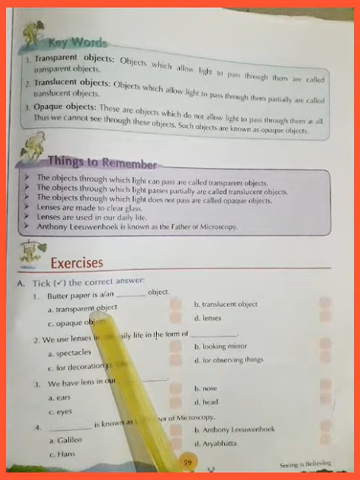 Key Words
1. Transparent objects: Objects which allow light to pass through them are called
transparent objects.
2. Translucent objects: Objects which allow light to pass through them partially are called
translucent objects.
3. Opaque objects: These are objects which do not allow light to pass through them at all.
Thus we cannot see through these objects. Such objects are known as opaque objects.
Things to Remember
The objects through which light can pass are called transparent objects.
The objects through which light passes partially are called translucent objects.
The objects through which light does not pass are called opaque objects.
Lenses are made to clear glass.
Lenses are used in our daily life.
Anthony Leeuwenhoek is known as the Father of Microscopy.
Exercises
A. Tick (✓) the correct answer:
1. Butter paper is a/an ________ object.
a. transparent object b. translucent object
c. opaque object d. lenses
2. We use lenses in our daily life in the form of ________.
a. spectacles b. looking mirror
c. for decoration d. for observing things
3. We have lens in our ________.
a. ears b. nose
c. eyes d. head
4. ________ is known as of Microscopy.
a. Galileo b. Anthony Leeuwenhoek
c. Hans d. Aryabhatta
59 Seeing is Believing